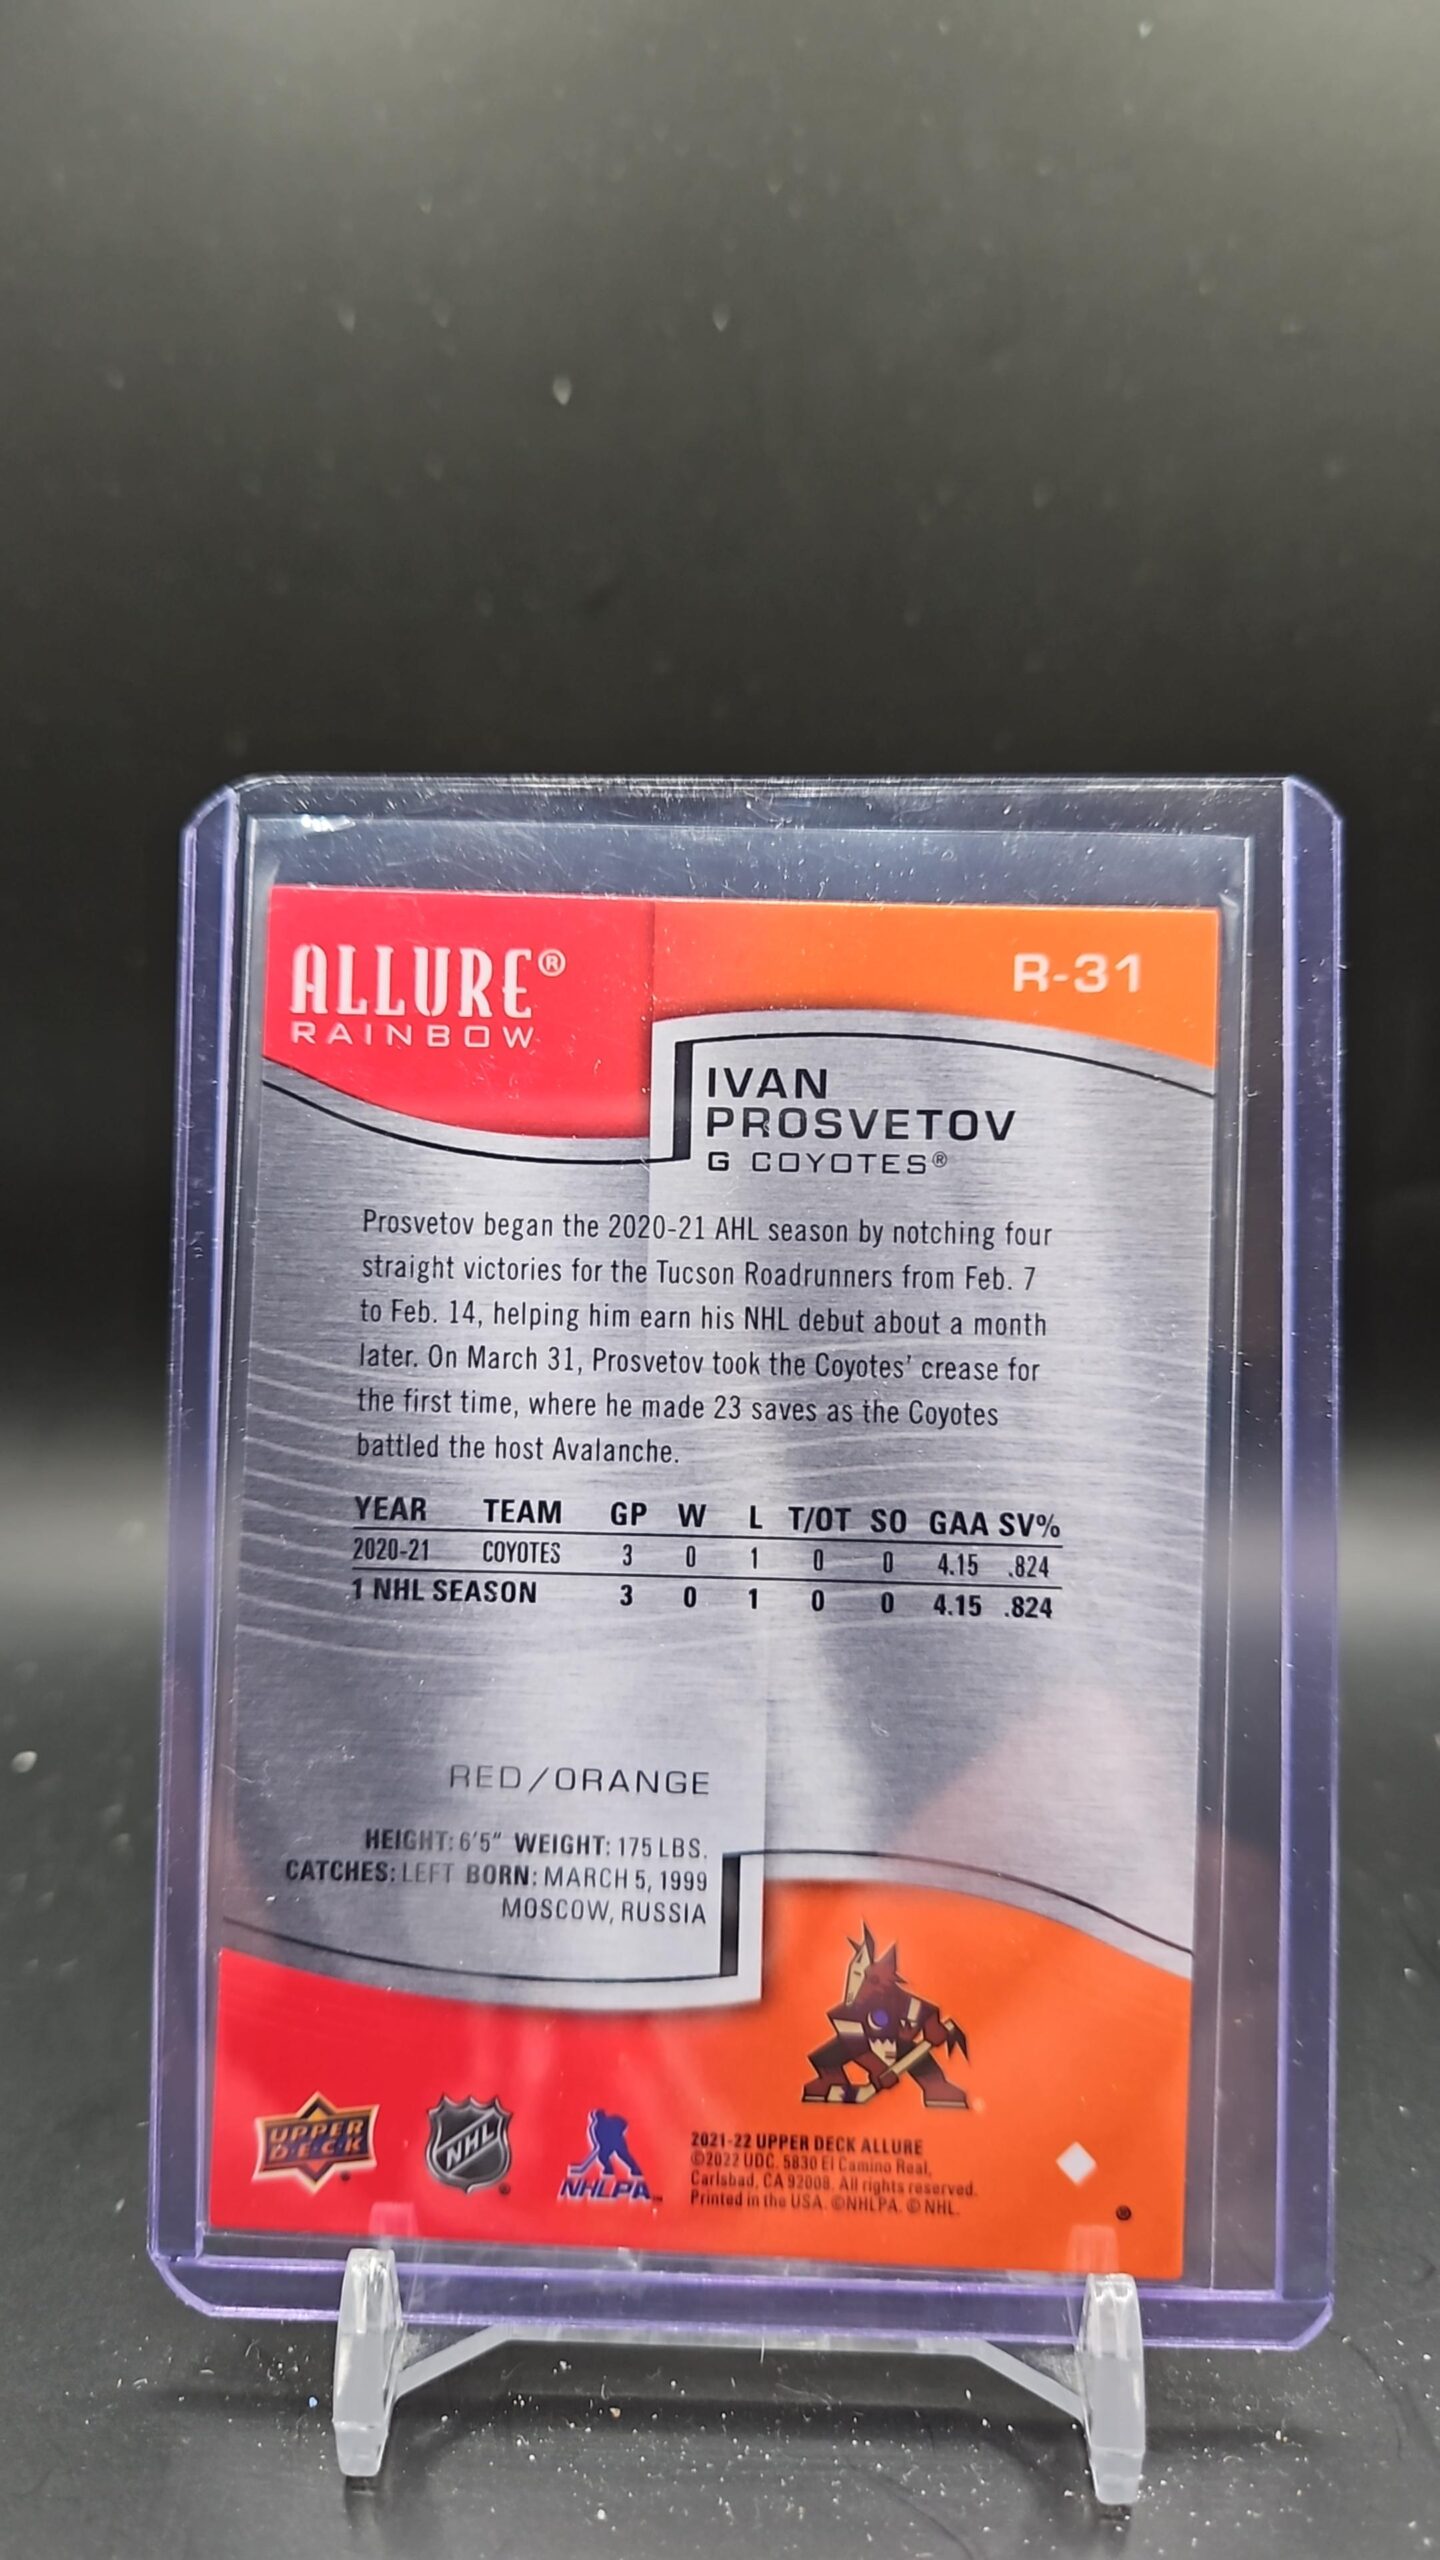 ALLURE®
RAINBOW
R-31
IVAN
PROSVETOV
G COYOTES®
Prosvetov began the 2020-21 AHL season by notching four
straight victories for the Tucson Roadrunners from Feb. 7
to Feb. 14, helping him earn his NHL debut about a month
later. On March 31, Prosvetov took the Coyotes' crease for
the first time, where he made 23 saves as the Coyotes
battled the host Avalanche.
YEAR TEAM GP W L T/OT SO GAA SV%
2020-21 COYOTES 3 0 1 0 0 4.15 .824
1 NHL SEASON 3 0 1 0 0 4.15 .824
RED/ORANGE
HEIGHT: 6'5" WEIGHT: 175 LBS.
CATCHES: LEFT BORN: MARCH 5, 1999
MOSCOW, RUSSIA
UPPER
DECK
NHL
NHLPA
2021-22 UPPER DECK ALLURE
©2022 UDC. 5830 El Camino Real,
Carlsbad, CA 92008. All rights reserved.
Printed in the USA. ©NHLPA. © NHL.